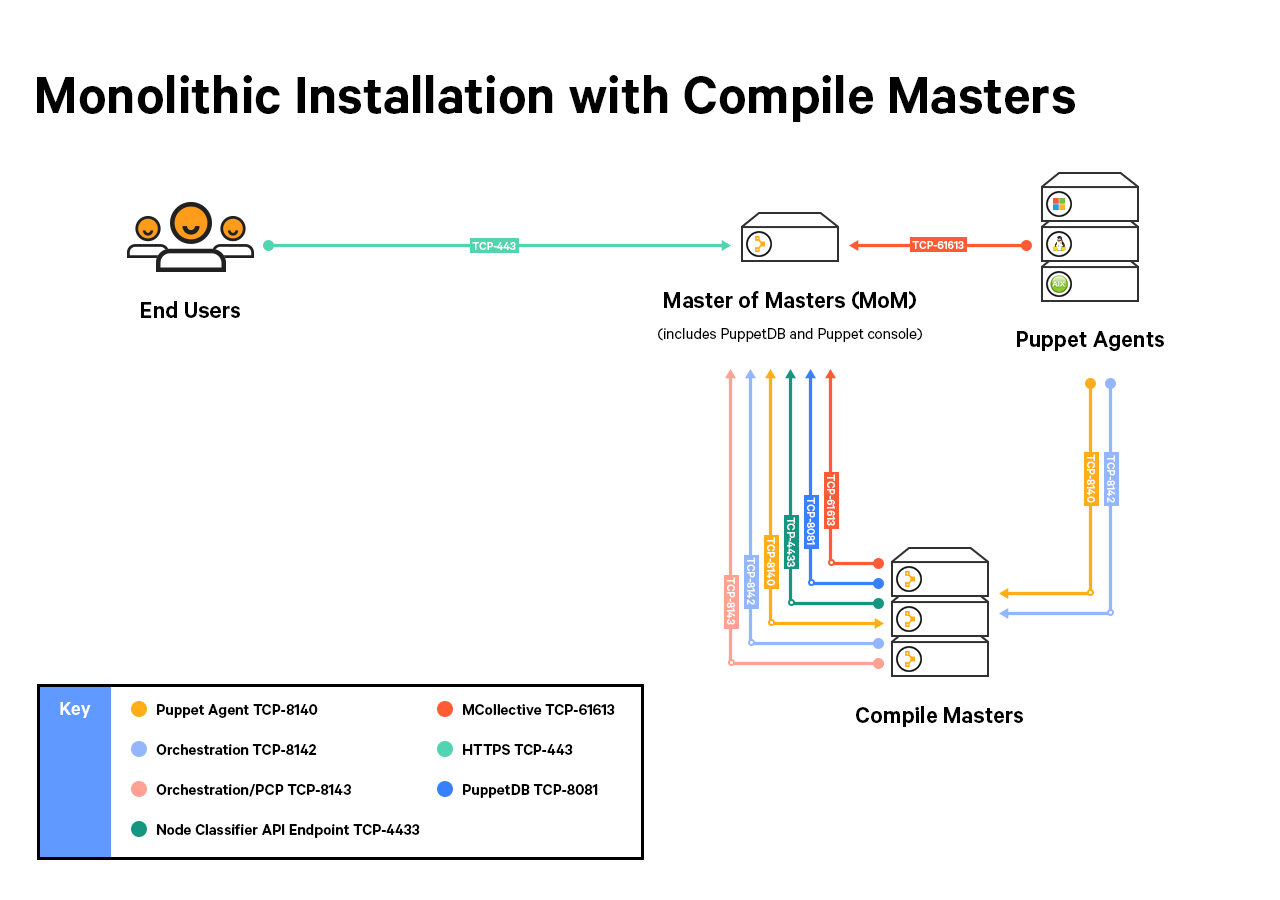 Monolithic Installation with Compile Masters
TCP-443
TCP-61613
AIX
End Users
Master of Masters (MoM)
(includes PuppetDB and Puppet console)
Puppet Agents
TCP-8143
TCP-8142
TCP-8140
TCP-4433
TCP-8081
TCP-61613
TCP-8140
TCP-8142
Compile Masters
Key
Puppet Agent TCP-8140
Orchestration TCP-8142
Orchestration/PCP TCP-8143
Node Classifier API Endpoint TCP-4433
MCollective TCP-61613
HTTPS TCP-443
PuppetDB TCP-8081